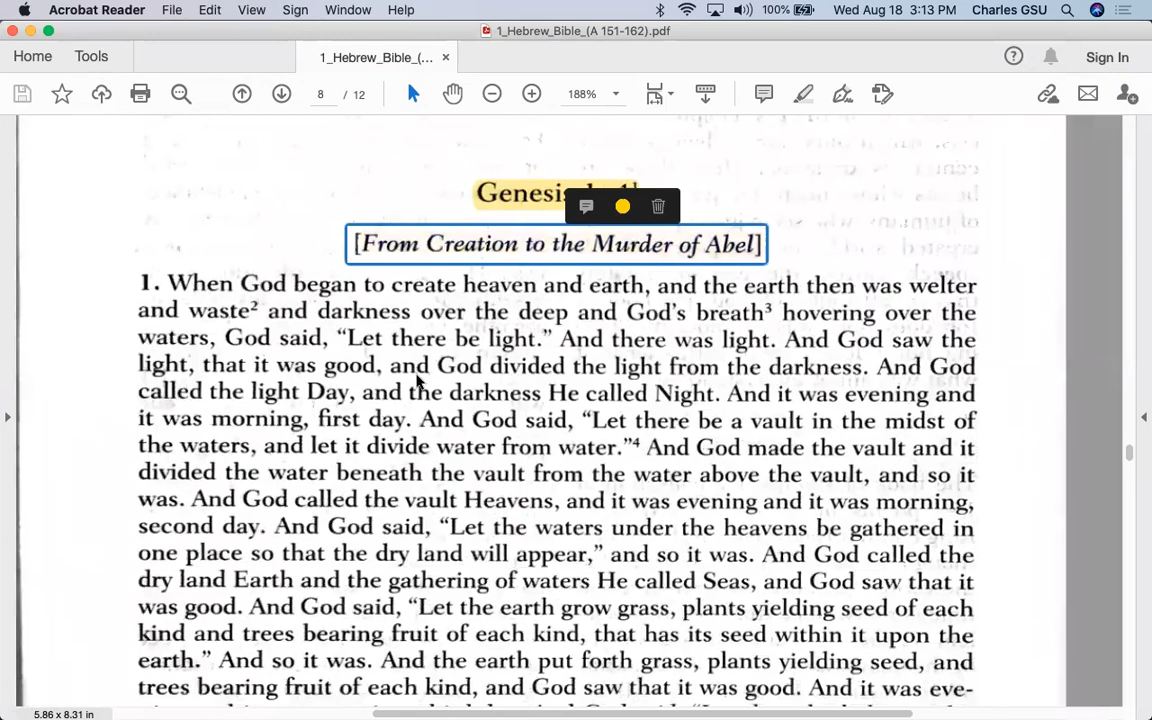 Acrobat Reader File Edit View Sign Window Help 100% Wed Aug 18 3:13 PM Charles GSU
1_Hebrew_Bible_(A 151-162).pdf
Home Tools 1_Hebrew_Bible_(... × Sign In
8 / 12 188%
Genesis
[From Creation to the Murder of Abel]
1. When God began to create heaven and earth, and the earth then was welter
and waste² and darkness over the deep and God's breath³ hovering over the
waters, God said, “Let there be light.” And there was light. And God saw the
light, that it was good, and God divided the light from the darkness. And God
called the light Day, and the darkness He called Night. And it was evening and
it was morning, first day. And God said, “Let there be a vault in the midst of
the waters, and let it divide water from water.”⁴ And God made the vault and it
divided the water beneath the vault from the water above the vault, and so it
was. And God called the vault Heavens, and it was evening and it was morning,
second day. And God said, “Let the waters under the heavens be gathered in
one place so that the dry land will appear,” and so it was. And God called the
dry land Earth and the gathering of waters He called Seas, and God saw that it
was good. And God said, “Let the earth grow grass, plants yielding seed of each
kind and trees bearing fruit of each kind, that has its seed within it upon the
earth.” And so it was. And the earth put forth grass, plants yielding seed, and
trees bearing fruit of each kind, and God saw that it was good. And it was eve-
5.86 x 8.31 in